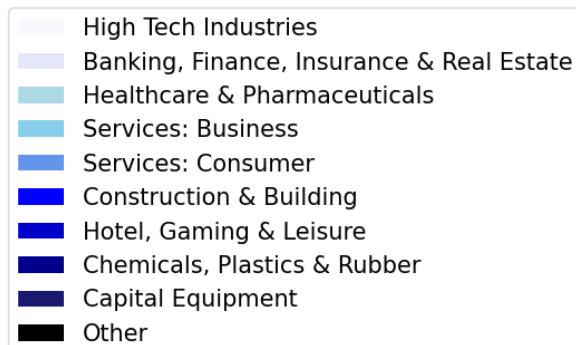 High Tech Industries
Banking, Finance, Insurance & Real Estate
Healthcare & Pharmaceuticals
Services: Business
Services: Consumer
Construction & Building
Hotel, Gaming & Leisure
Chemicals, Plastics & Rubber
Capital Equipment
Other